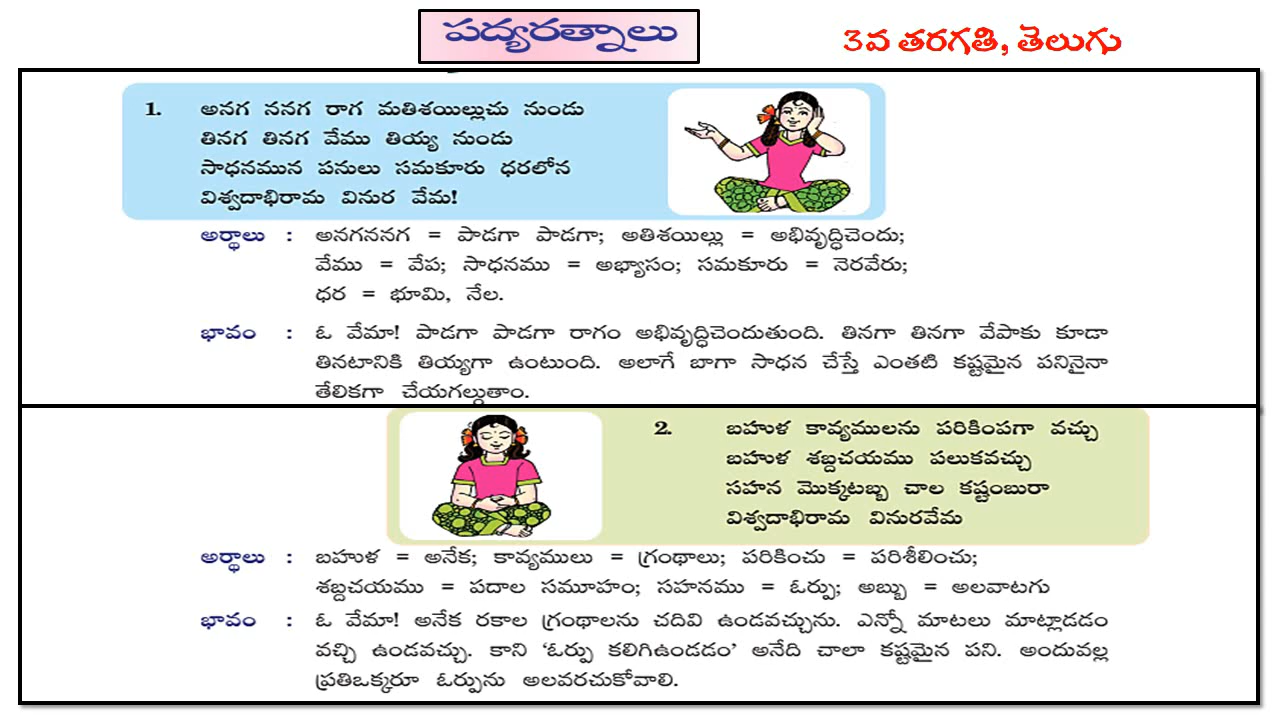 పద్యరత్నాలు
3వ తరగతి, తెలుగు
1. అనగ ననగ రాగ మతిశయిల్లుచు నుండు
తినగ తినగ వేము తియ్య నుండు
సాధనమున పనులు సమకూరు ధరలోన
విశ్వదాభిరామ వినుర వేమ!
అర్థాలు : అనగననగ = పాడగా పాడగా; అతిశయిల్లు = అభివృద్ధిచెందు;
వేము = వేప; సాధనము = అభ్యాసం; సమకూరు = నెరవేరు;
ధర = భూమి, నేల.
భావం : ఓ వేమా! పాడగా పాడగా రాగం అభివృద్ధిచెందుతుంది. తినగా తినగా వేపాకు కూడా
తినటానికి తియ్యగా ఉంటుంది. అలాగే బాగా సాధన చేస్తే ఎంతటి కష్టమైన పనినైనా
తేలికగా చేయగల్గుతాం.
2. బహుళ కావ్యములను పరికింపగా వచ్చు
బహుళ శబ్దచయము పలుకవచ్చు
సహన మొక్కటబ్బ చాల కష్టంబురా
విశ్వదాభిరామ వినురవేమ
అర్థాలు : బహుళ = అనేక; కావ్యములు = గ్రంథాలు; పరికించు = పరిశీలించు;
శబ్దచయము = పదాల సమూహం; సహనము = ఓర్పు; అబ్బు = అలవాటగు
భావం : ఓ వేమా! అనేక రకాల గ్రంథాలను చదివి ఉండవచ్చును. ఎన్నో మాటలు మాట్లాడడం
వచ్చి ఉండవచ్చు. కాని ‘ఓర్పు కలిగిఉండడం’ అనేది చాలా కష్టమైన పని. అందువల్ల
ప్రతిఒక్కరూ ఓర్పును అలవరచుకోవాలి.